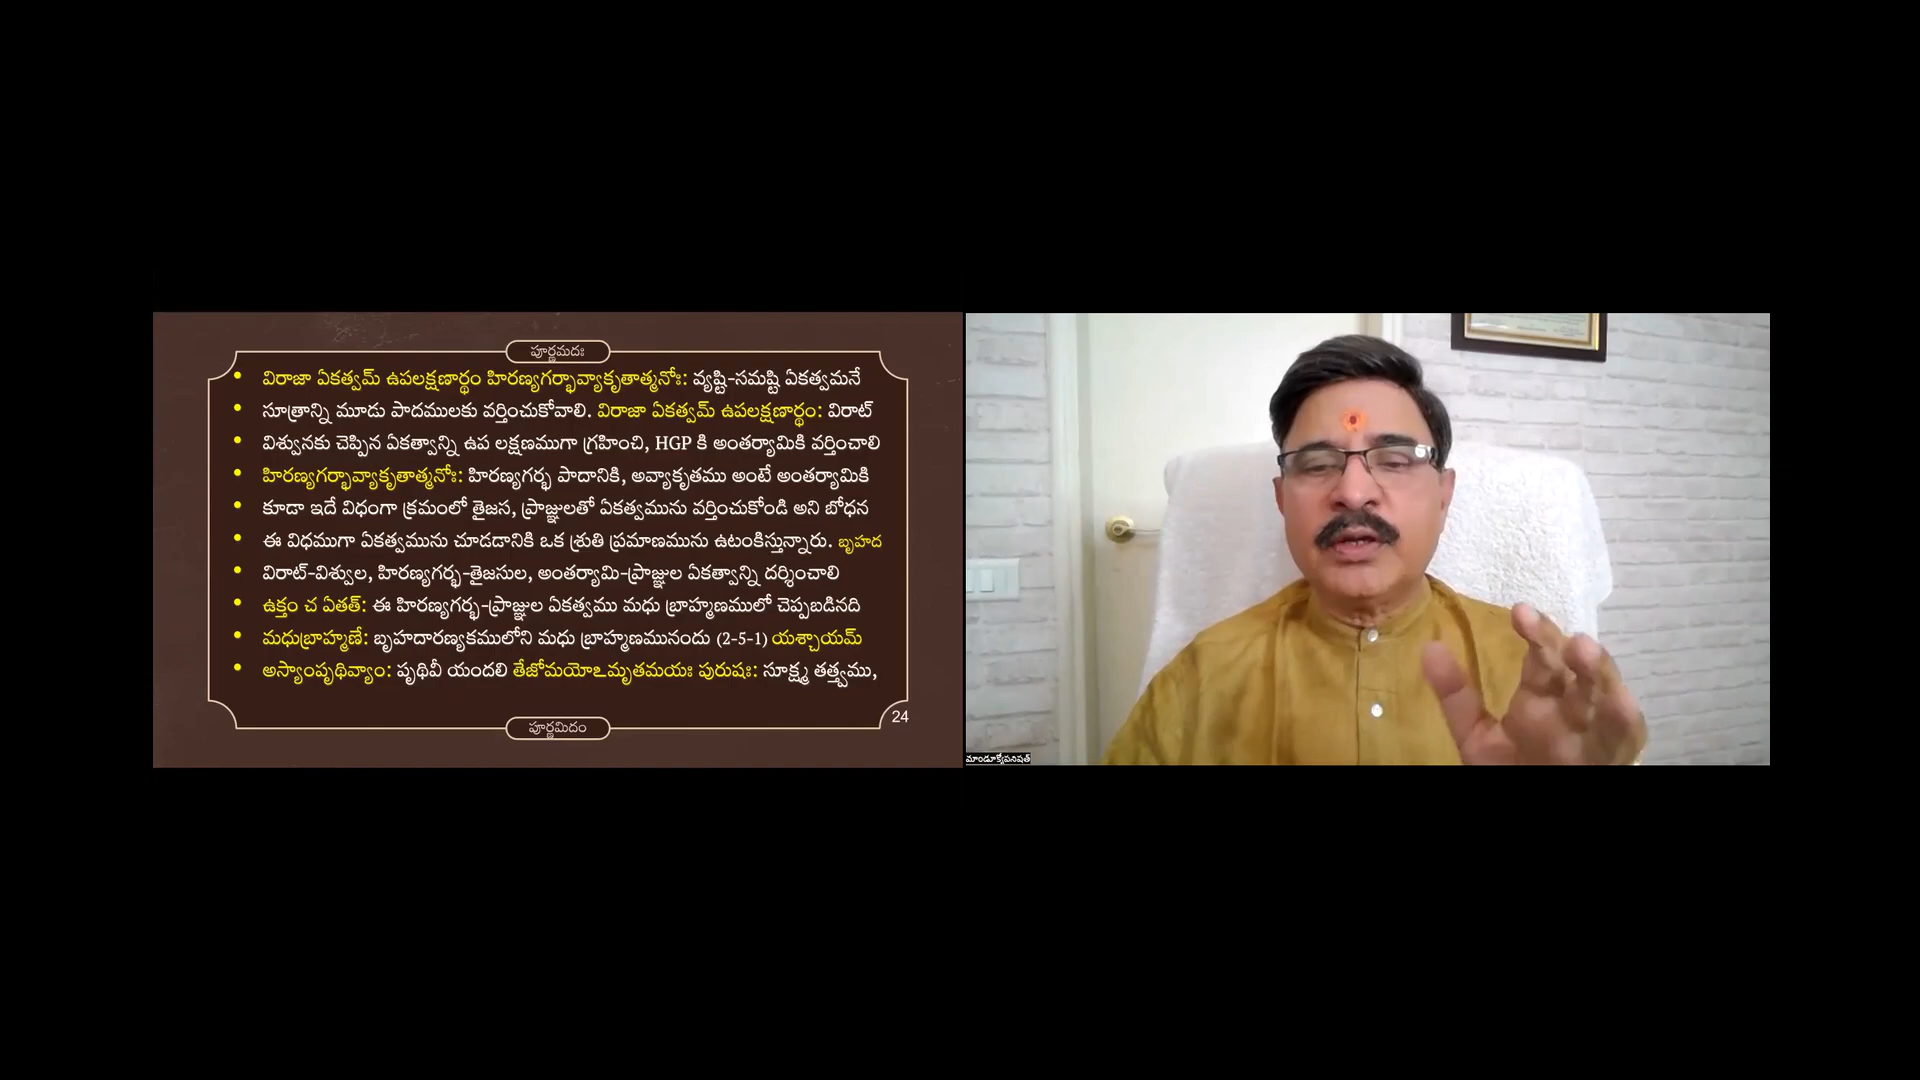 పూర్ణమదః
• విరాజా ఏకత్వమ్ ఉపలక్షణార్థం హిరణ్యగర్భావ్యాకృతాత్మనోః: వ్యష్టి-సమష్టి ఏకత్వమనే
• సూత్రాన్ని మూడు పాదములకు వర్తించుకోవాలి. విరాజా ఏకత్వమ్ ఉపలక్షణార్థం: విరాట్
• విశ్వునకు చెప్పిన ఏకత్వాన్ని ఉప లక్షణముగా గ్రహించి, HGP కి అంతర్యామికి వర్తించాలి
• హిరణ్యగర్భావ్యాకృతాత్మనోః: హిరణ్యగర్భ పాదానికి, అవ్యాకృతము అంటే అంతర్యామికి
• కూడా ఇదే విధంగా క్రమంలో తైజస, ప్రాజ్ఞులతో ఏకత్వమును వర్తించుకోండి అని బోధన
• ఈ విధముగా ఏకత్వమును చూడడానికి ఒక శ్రుతి ప్రమాణమును ఉటంకిస్తున్నారు. బృహద
• విరాట్-విశ్వుల, హిరణ్యగర్భ-తైజసుల, అంతర్యామి-ప్రాజ్ఞుల ఏకత్వాన్ని దర్శించాలి
• ఉక్తం చ ఏతత్: ఈ హిరణ్యగర్భ-ప్రాజ్ఞుల ఏకత్వము మధు బ్రాహ్మణములో చెప్పబడినది
• మధుబ్రాహ్మణే: బృహదారణ్యకములోని మధు బ్రాహ్మణమునందు (2-5-1) యశ్చాయమ్
• అస్యాంపృథివ్యాం: పృథివీ యందలి తేజోమయోఽమృతమయః పురుషః: సూక్ష్మ తత్త్వము,
24
పూర్ణమిదం
మాండూక్యోపనిషత్